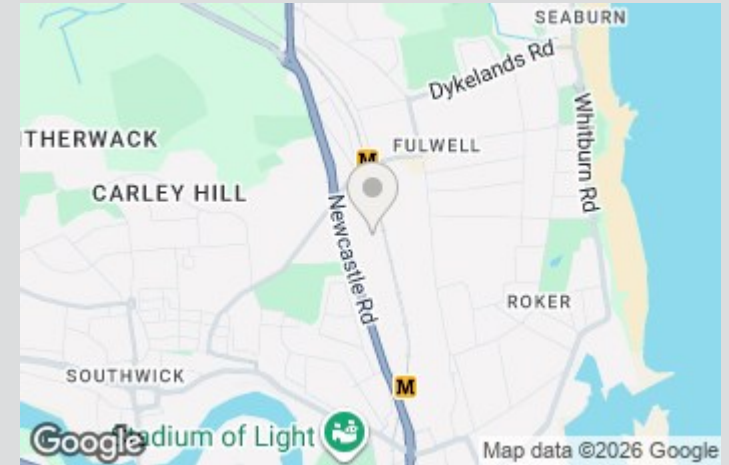 SEABURN
Dykelands Rd
THERWACK
M
FULWELL
Whitburn Rd
CARLEY HILL
Newcastle Rd
ROKER
SOUTHWICK
M
Stadium of Light
Google
Map data ©2026 Google